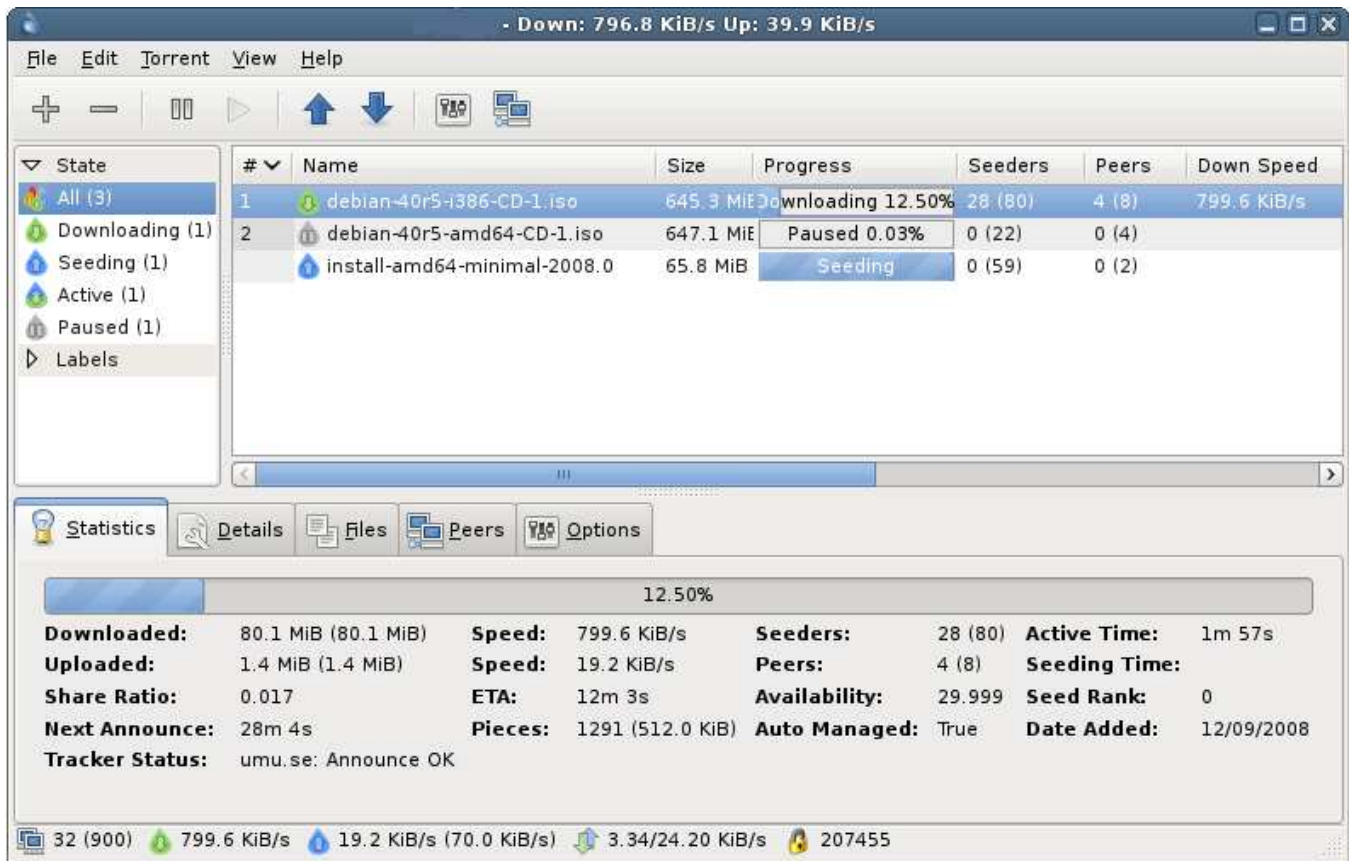 - Down: 796.8 KiB/s Up: 39.9 KiB/s
File Edit Torrent View Help
State
All (3)
Downloading (1)
Seeding (1)
Active (1)
Paused (1)
Labels
# Name Size Progress Seeders Peers Down Speed
1 debian-40r5-i386-CD-1.iso 645.3 MiB Downloading 12.50% 28 (80) 4 (8) 799.6 KiB/s
2 debian-40r5-amd64-CD-1.iso 647.1 MiB Paused 0.03% 0 (22) 0 (4)
install-amd64-minimal-2008.0 65.8 MiB Seeding 0 (59) 0 (2)
Statistics Details Files Peers Options
12.50%
Downloaded: 80.1 MiB (80.1 MiB) Speed: 799.6 KiB/s Seeders: 28 (80) Active Time: 1m 57s
Uploaded: 1.4 MiB (1.4 MiB) Speed: 19.2 KiB/s Peers: 4 (8) Seeding Time:
Share Ratio: 0.017 ETA: 12m 3s Availability: 29.999 Seed Rank: 0
Next Announce: 28m 4s Pieces: 1291 (512.0 KiB) Auto Managed: True Date Added: 12/09/2008
Tracker Status: umu.se: Announce OK
32 (900) 799.6 KiB/s 19.2 KiB/s (70.0 KiB/s) 3.34/24.20 KiB/s 207455